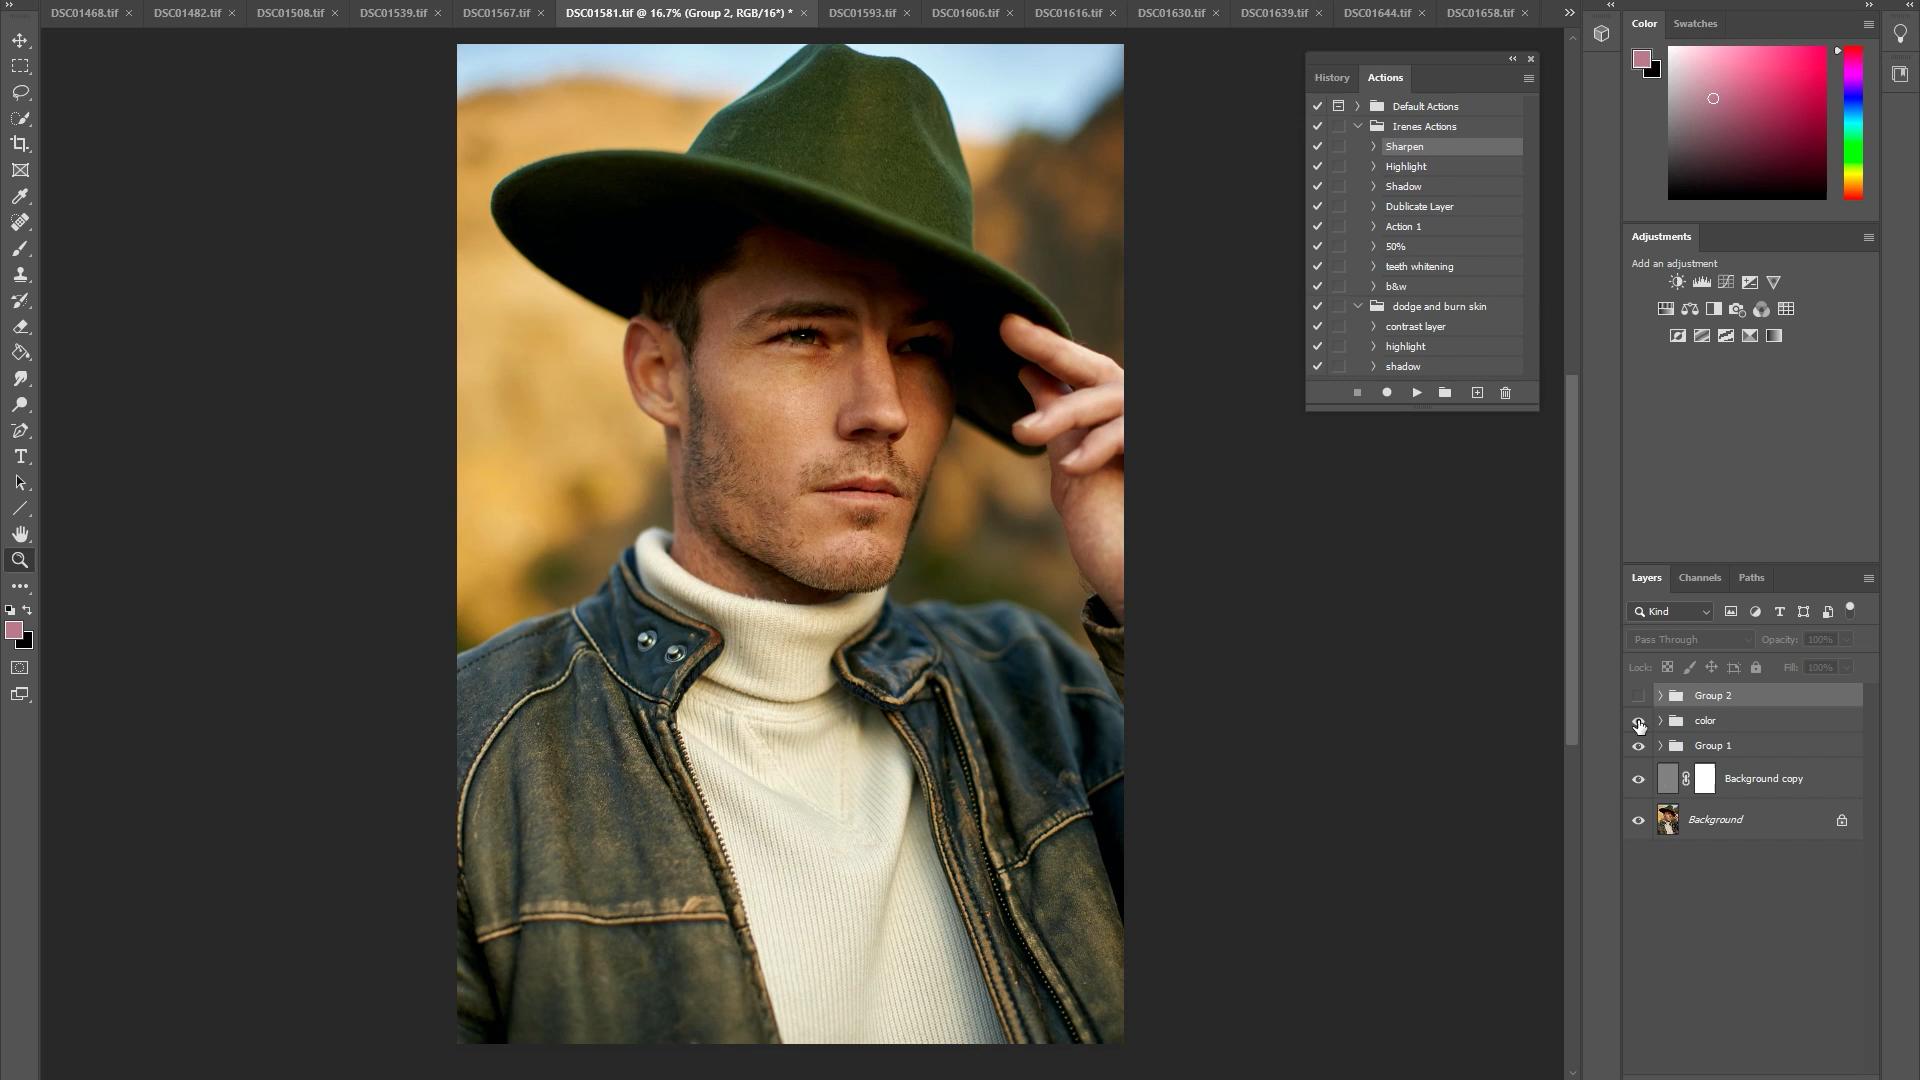 DSC01468.tif
DSC01482.tif
DSC01508.tif
DSC01539.tif
DSC01567.tif
DSC01581.tif @ 16.7% (Group 2, RGB/16*) *
DSC01593.tif
DSC01606.tif
DSC01616.tif
DSC01630.tif
DSC01639.tif
DSC01644.tif
DSC01658.tif
History
Actions
Default Actions
Irenes Actions
Sharpen
Highlight
Shadow
Dublicate Layer
Action 1
50%
teeth whitening
b&w
dodge and burn skin
contrast layer
highlight
shadow
Color
Swatches
Adjustments
Add an adjustment
Layers
Channels
Paths
Kind
Pass Through
Opacity: 100%
Lock:
Fill: 100%
Group 2
color
Group 1
Background copy
Background